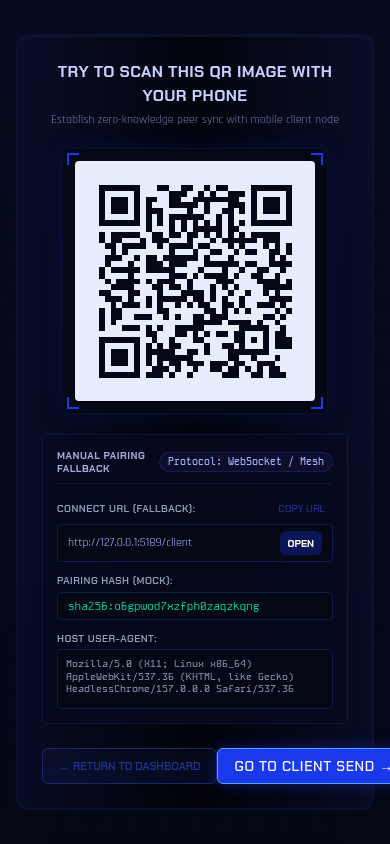 TRY TO SCAN THIS QR IMAGE WITH
YOUR PHONE
Establish zero-knowledge peer sync with mobile client node
MANUAL PAIRING
FALLBACK
Protocol: WebSocket / Mesh
CONNECT URL (FALLBACK):
COPY URL
http://127.0.0.1:5189/client
OPEN
PAIRING HASH (MOCK):
sha256:o6gpwod7xzfph0zaqzkqng
HOST USER-AGENT:
Mozilla/5.0 (X11; Linux x86_64)
AppleWebKit/537.36 (KHTML, like Gecko)
HeadlessChrome/157.0.0.0 Safari/537.36
← RETURN TO DASHBOARD
GO TO CLIENT SEND →